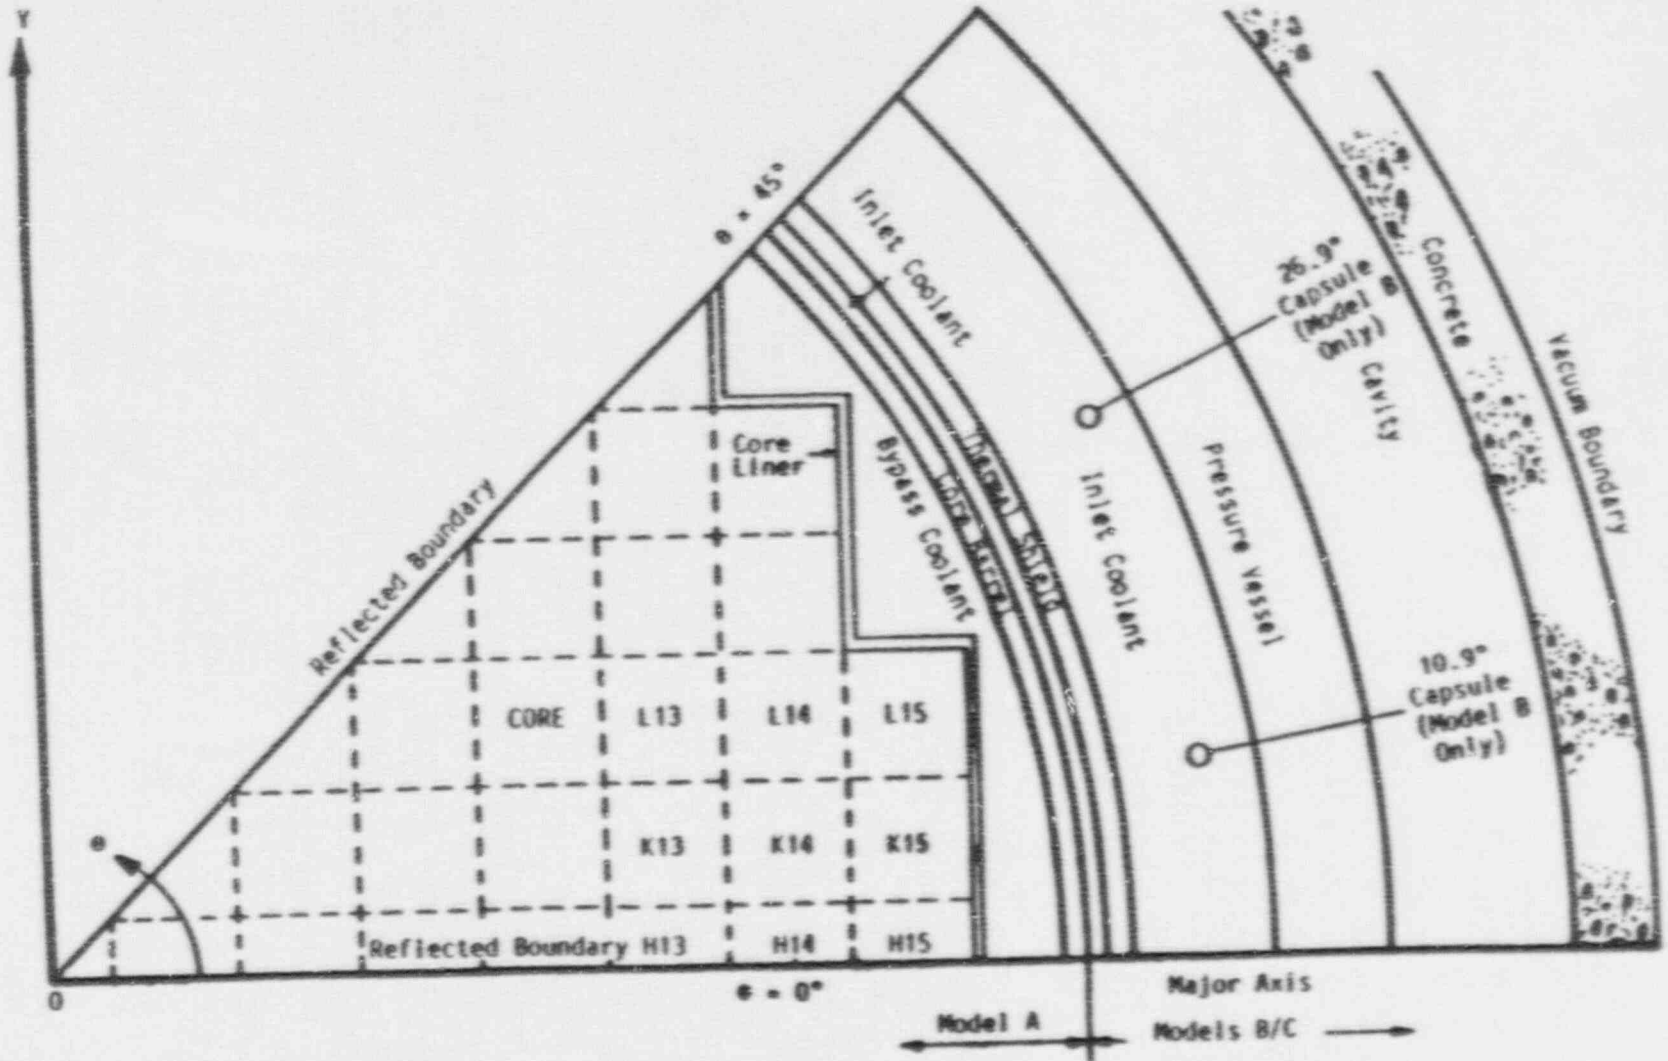 Y
θ = 45°
Inlet Coolant
26.9°
Capsule
(Model B
Only)
Concrete
Cavity
Vacuum Boundary
Core
Liner
Bypass Coolant
Core Barrel
Thermal Shield
Inlet Coolant
Pressure Vessel
Reflected Boundary
10.9°
Capsule
(Model B
Only)
CORE
L13
L14
L15
K13
K14
K15
θ
Reflected Boundary
H13
H14
H15
0
θ = 0°
Major Axis
Model A
Models B/C